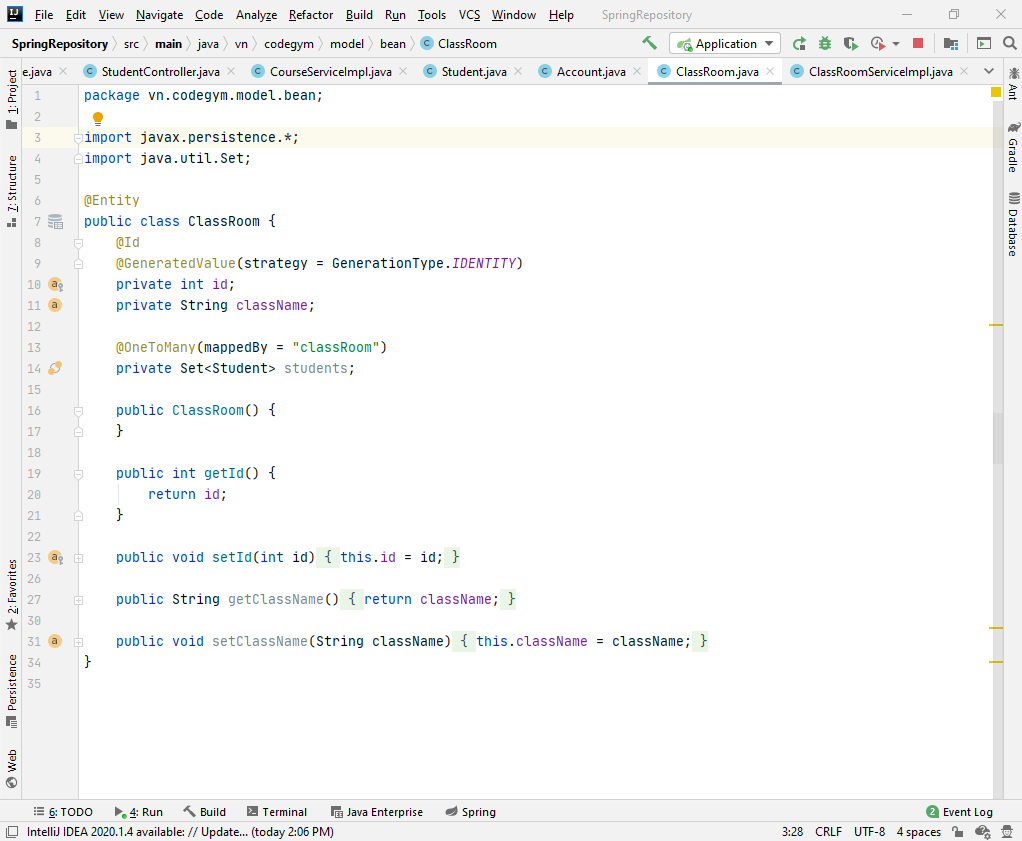 File Edit View Navigate Code Analyze Refactor Build Run Tools VCS Window Help SpringRepository
SpringRepository src main java vn codegym model bean C ClassRoom Application
e.java C StudentController.java C CourseServiceImpl.java C Student.java C Account.java C ClassRoom.java C ClassRoomServiceImpl.java
1: Project
7: Structure
2: Favorites
Persistence
Web
1 package vn.codegym.model.bean;
2
3 import javax.persistence.*;
4 import java.util.Set;
5
6 @Entity
7 public class ClassRoom {
8 @Id
9 @GeneratedValue(strategy = GenerationType.IDENTITY)
10 private int id;
11 private String className;
12
13 @OneToMany(mappedBy = "classRoom")
14 private Set<Student> students;
15
16 public ClassRoom() {
17 }
18
19 public int getId() {
20 return id;
21 }
22
23 public void setId(int id) { this.id = id; }
26
27 public String getClassName() { return className; }
30
31 public void setClassName(String className) { this.className = className; }
34 }
35
Ant
Gradle
Database
6: TODO 4: Run Build Terminal Java Enterprise Spring 2 Event Log
IntelliJ IDEA 2020.1.4 available: // Update... (today 2:06 PM) 3:28 CRLF UTF-8 4 spaces